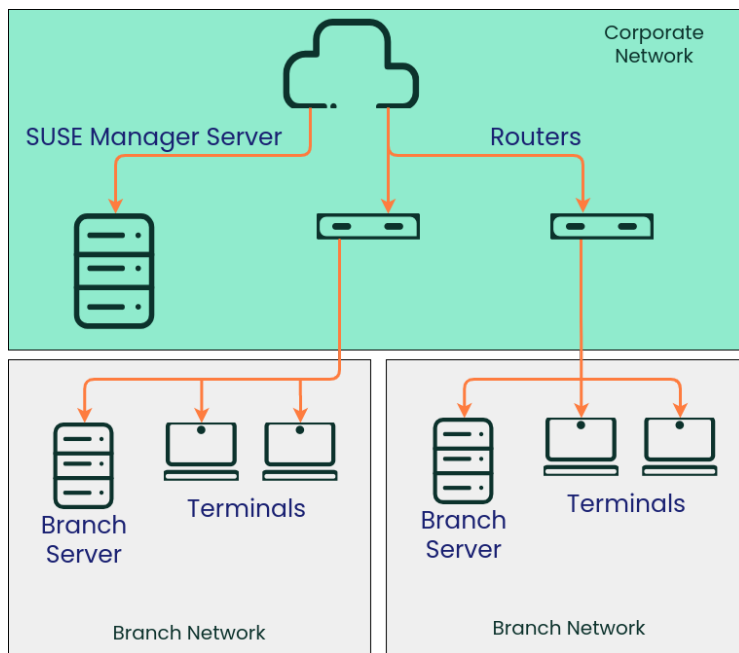 Corporate
Network
SUSE Manager Server
Routers
Branch
Server
Terminals
Branch Network
Branch
Server
Terminals
Branch Network